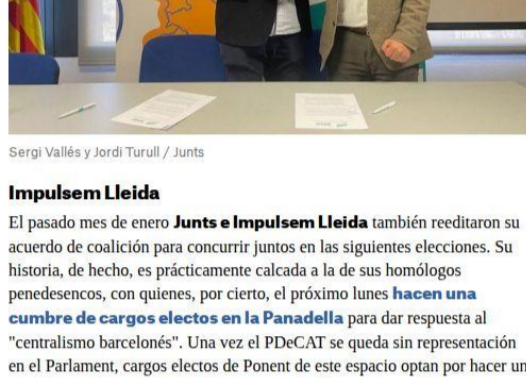 Sergi Vallés y Jordi Turull / Junts
Impulsem Lleida
El pasado mes de enero Junts e Impulsem Lleida también reeditaron su
acuerdo de coalición para concurrir juntos en las siguientes elecciones. Su
historia, de hecho, es prácticamente calcada a la de sus homólogos
penedesencos, con quienes, por cierto, el próximo lunes hacen una
cumbre de cargos electos en la Panadella para dar respuesta al
"centralismo barcelonés". Una vez el PDeCAT se queda sin representación
en el Parlament, cargos electos de Ponent de este espacio optan por hacer un